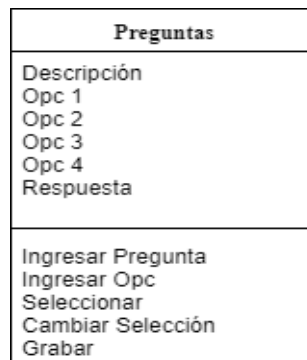 Preguntas
Descripción
Opc 1
Opc 2
Opc 3
Opc 4
Respuesta
Ingresar Pregunta
Ingresar Opc
Seleccionar
Cambiar Selección
Grabar